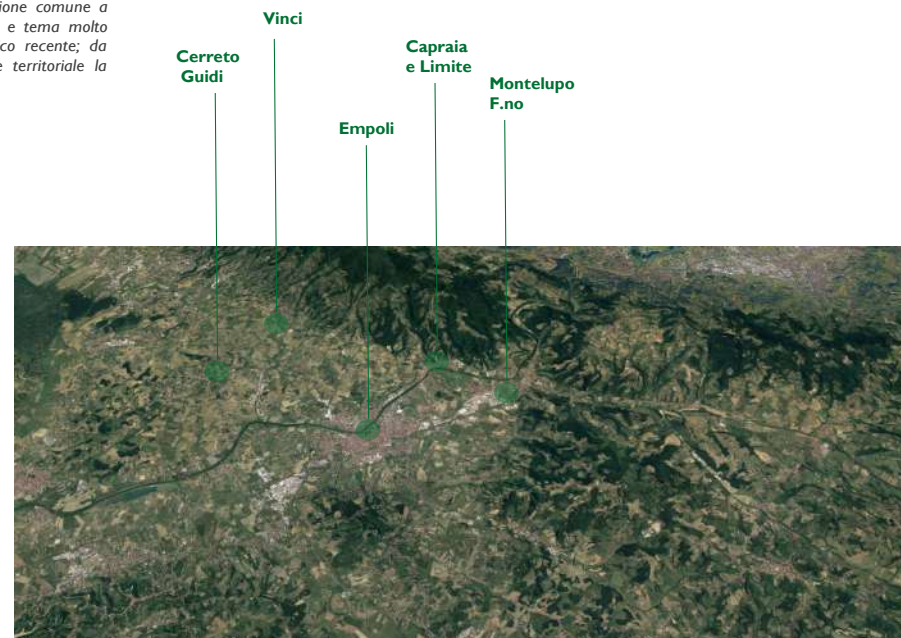 ione comune a
e tema molto
co recente; da
e territoriale la
Vinci
Cerreto
Guidi
Capraia
e Limite
Montelupo
F.no
Empoli